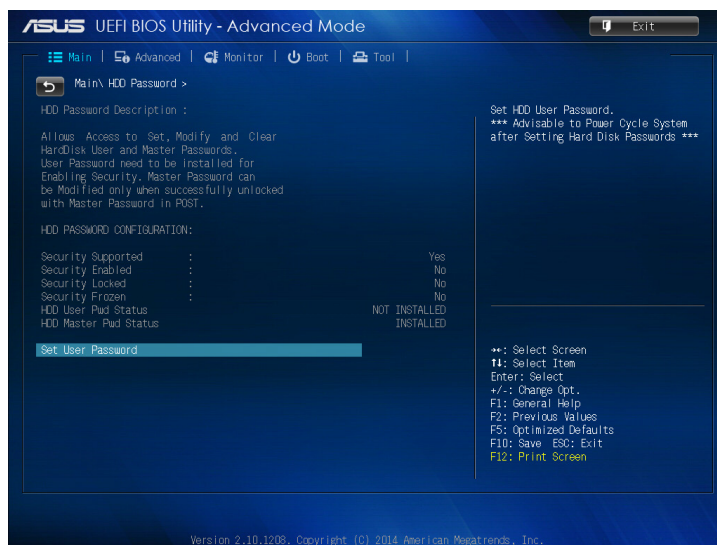 ASUS UEFI BIOS Utility - Advanced Mode
Exit
Main | Advanced | Monitor | Boot | Tool |
Main\ HDD Password >
HDD Password Description :
Allows Access to Set, Modify and Clear
HardDisk User and Master Passwords.
User Password need to be installed for
Enabling Security. Master Password can
be Modified only when successfully unlocked
with Master Password in POST.
HDD PASSWORD CONFIGURATION:
Security Supported : Yes
Security Enabled : No
Security Locked : No
Security Frozen : No
HDD User Pwd Status NOT INSTALLED
HDD Master Pwd Status INSTALLED
Set User Password
Set HDD User Password.
*** Advisable to Power Cycle System
after Setting Hard Disk Passwords ***
→←: Select Screen
↑↓: Select Item
Enter: Select
+/-: Change Opt.
F1: General Help
F2: Previous Values
F5: Optimized Defaults
F10: Save ESC: Exit
F12: Print Screen
Version 2.10.1208. Copyright (C) 2014 American Megatrends, Inc.